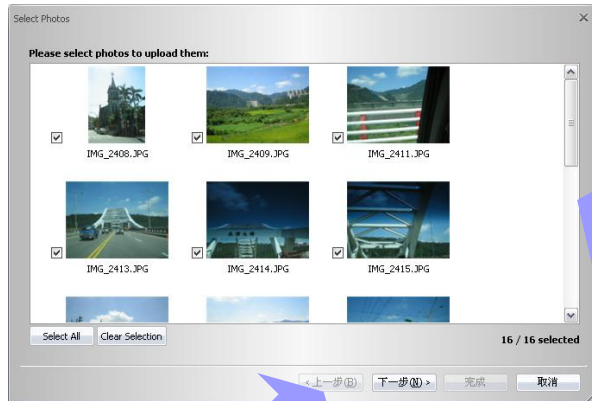 Select Photos
Please select photos to upload them:
IMG_2408.JPG
IMG_2409.JPG
IMG_2411.JPG
IMG_2413.JPG
IMG_2414.JPG
IMG_2415.JPG
Select All
Clear Selection
16 / 16 selected
<上一步(B)
下一步(N) >
完成
取消